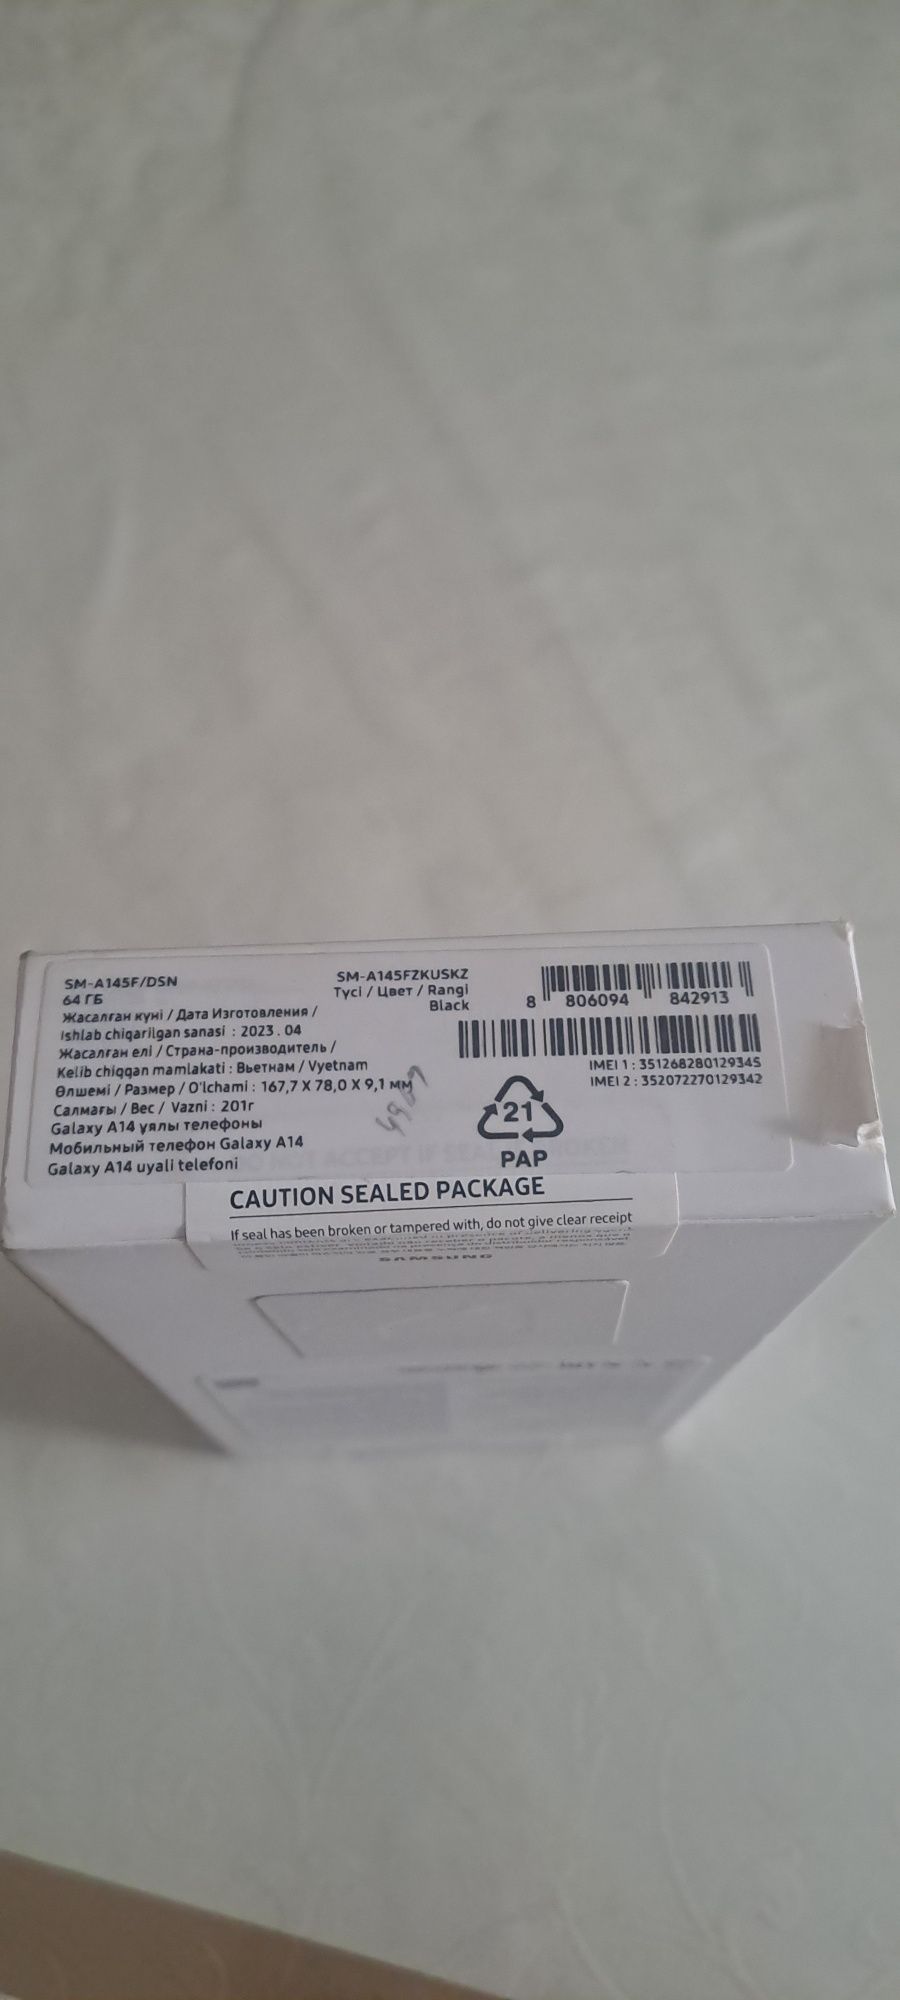 SM-A145F/DSN
64 ГБ
Жасалған күні / Дата Изготовления /
Ishlab chiqarilgan sanasi : 2023 . 04
Жасалған елі / Страна-производитель /
Kelib chiqqan mamlakati : Вьетнам / Vyetnam
Өлшемі / Размер / O'lchami : 167,7 X 78,0 X 9,1 мм
Салмағы / Вес / Vazni : 201г
Galaxy A14 ұялы телефоны
Мобильный телефон Galaxy A14
Galaxy A14 uyali telefoni
SM-A145FZKUSKZ
Түсі / Цвет / Rangi
Black
8 806094 842913
IMEI 1 : 351268280129345
IMEI 2 : 352072270129342
21
PAP
CAUTION SEALED PACKAGE
If seal has been broken or tampered with, do not give clear receipt
SAMSUNG